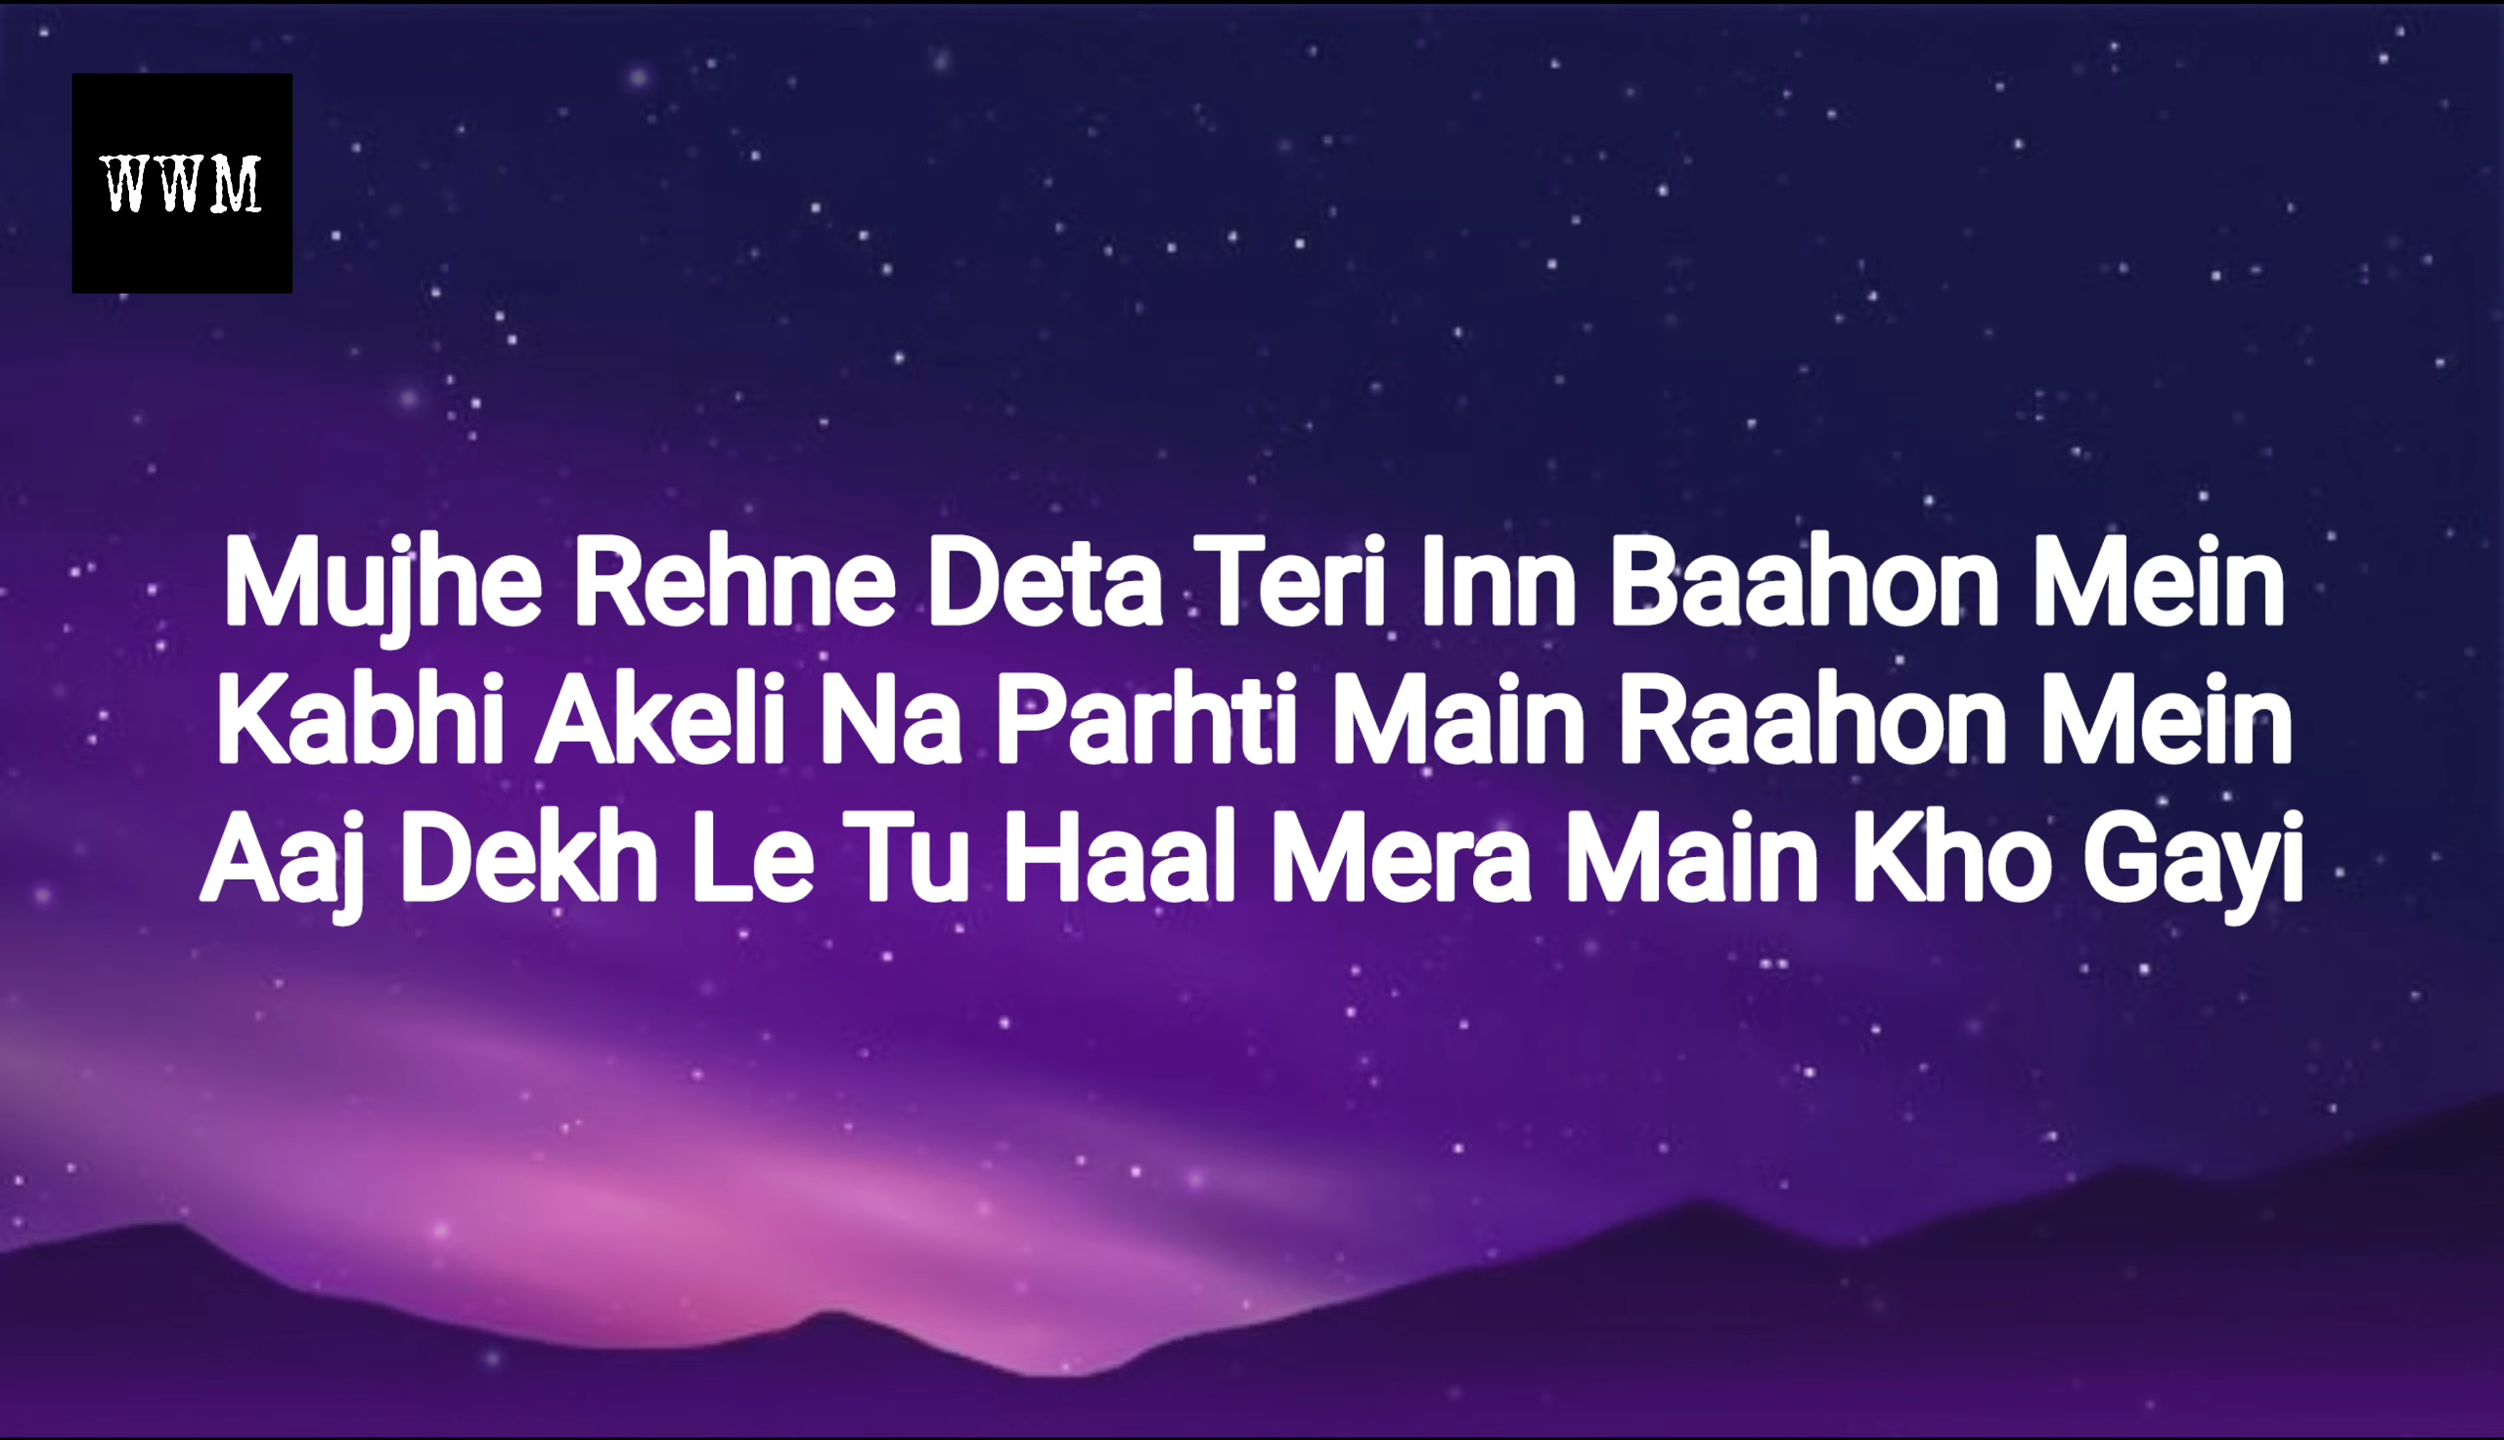 WWM
Mujhe Rehne Deta Teri Inn Baahon Mein
Kabhi Akeli Na Parhti Main Raahon Mein
Aaj Dekh Le Tu Haal Mera Main Kho Gayi